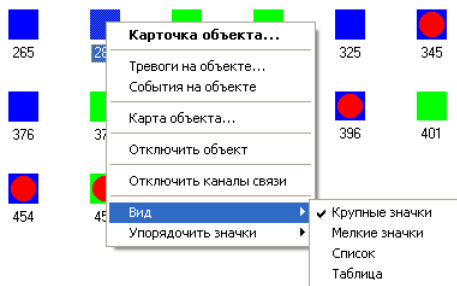 265
325
345
Карточка объекта...
Тревоги на объекте...
События на объекте
376
396
401
Карта объекта...
Отключить объект
Отключить каналы связи
454
Вид
Упорядочить значки
Крупные значки
Мелкие значки
Список
Таблица